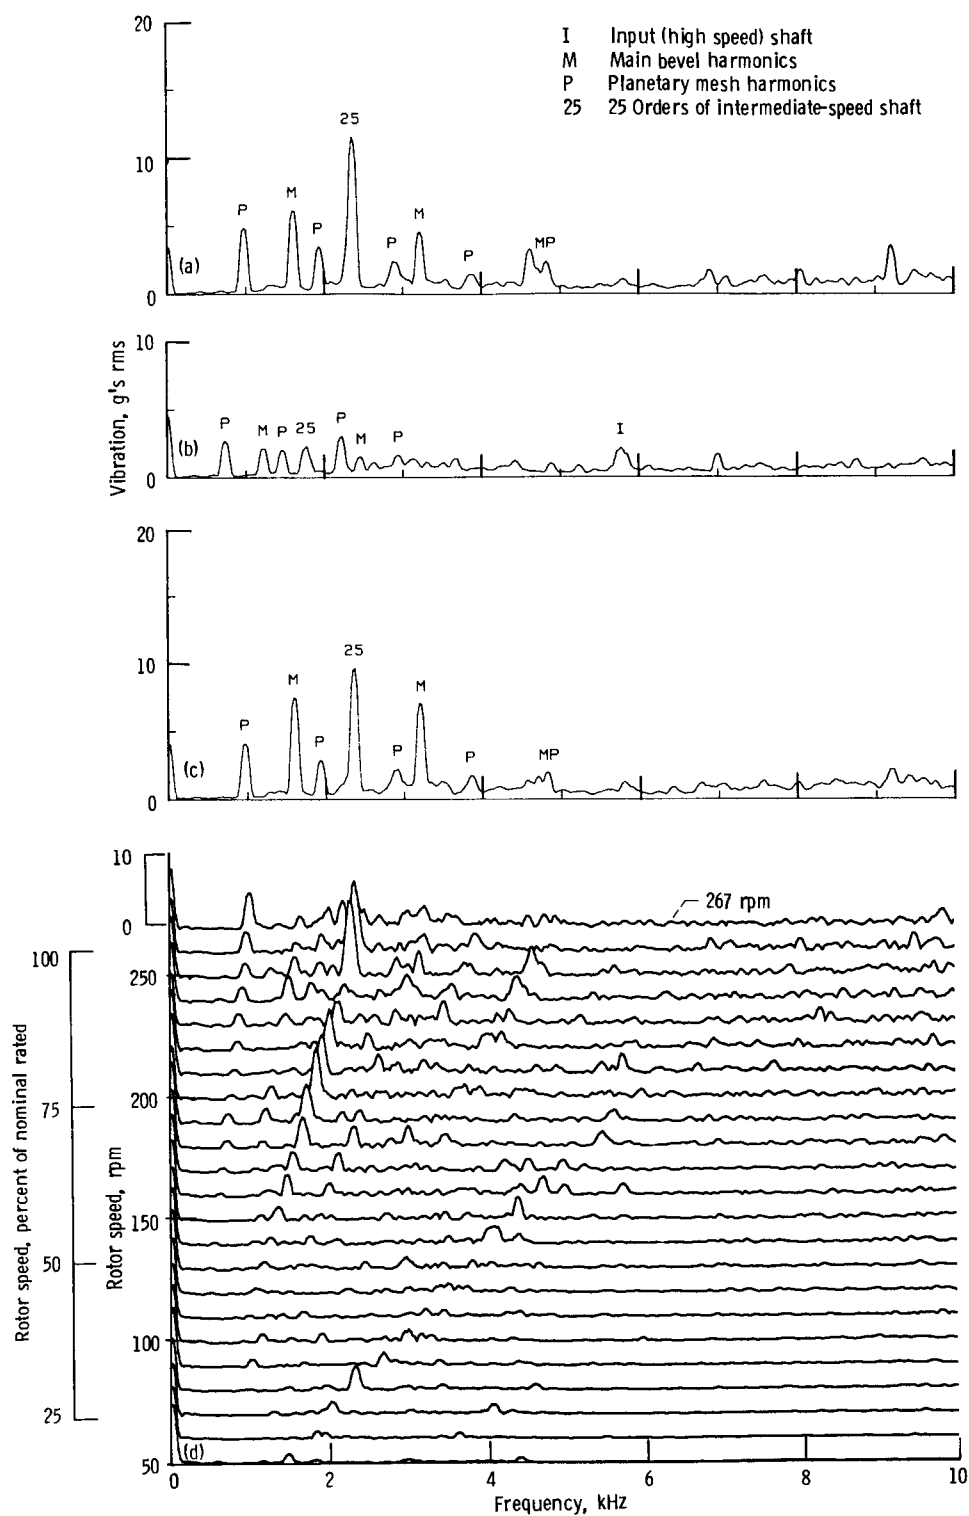 20
I Input (high speed) shaft
M Main bevel harmonics
P Planetary mesh harmonics
25 25 Orders of intermediate-speed shaft
25
10
P M P P M P MP
(a)
0
Vibration, g's rms
10
P M P 25 P M P I
(b)
0
20
25
10
P M P P M P MP
(c)
0
10
0
267 rpm
Rotor speed, percent of nominal rated
100
75
50
25
Rotor speed, rpm
250
200
150
100
50
(d)
0 2 4 6 8 10
Frequency, kHz